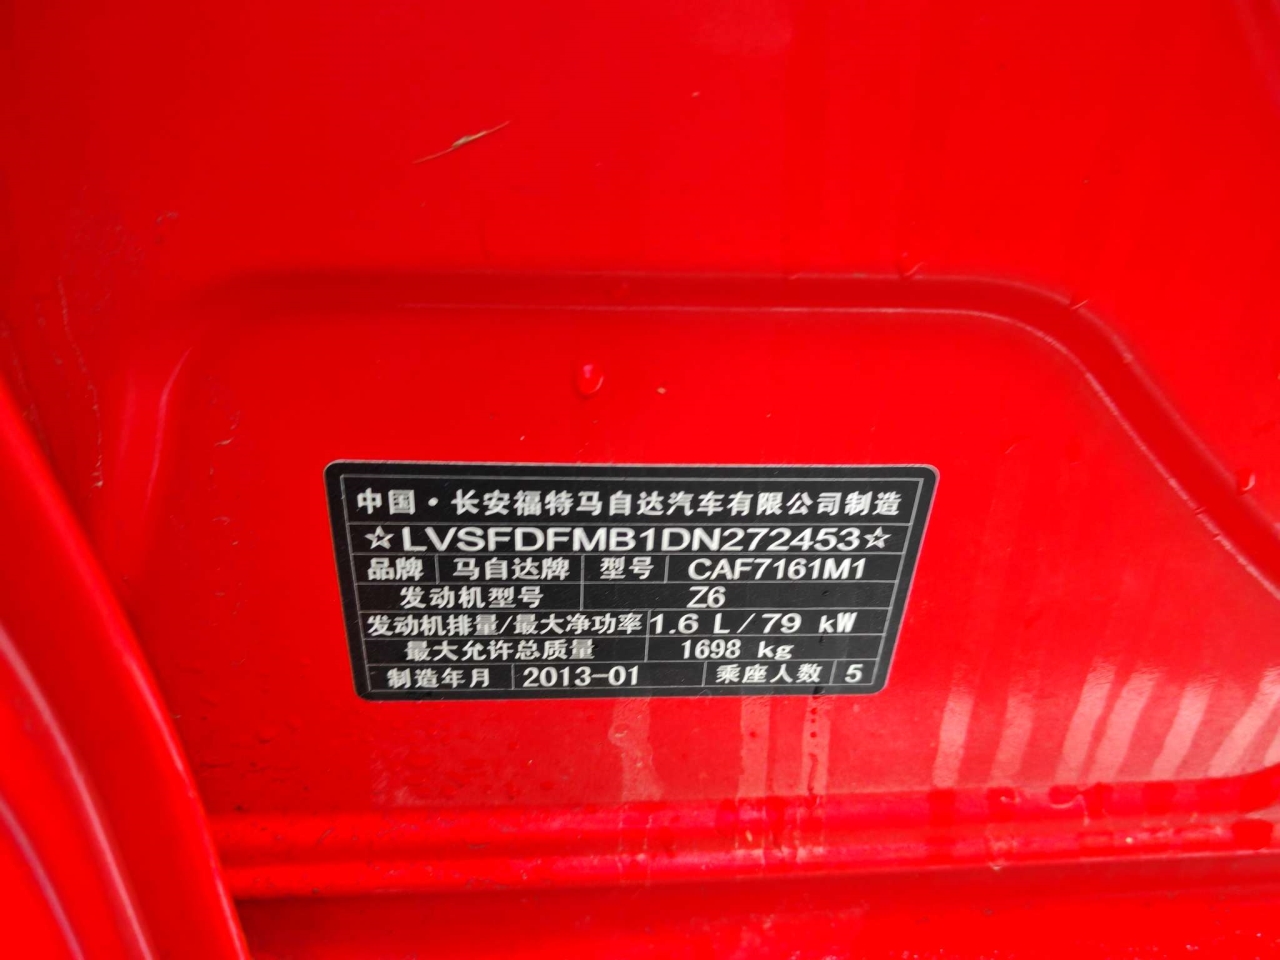 中国·长安福特马自达汽车有限公司制造
☆LVSFDFMB1DN272453☆
品牌 马自达牌 型号 CAF7161M1
发动机型号 Z6
发动机排量/最大净功率 1.6 L/79 kW
最大允许总质量 1698 kg
制造年月 2013-01 乘座人数 5